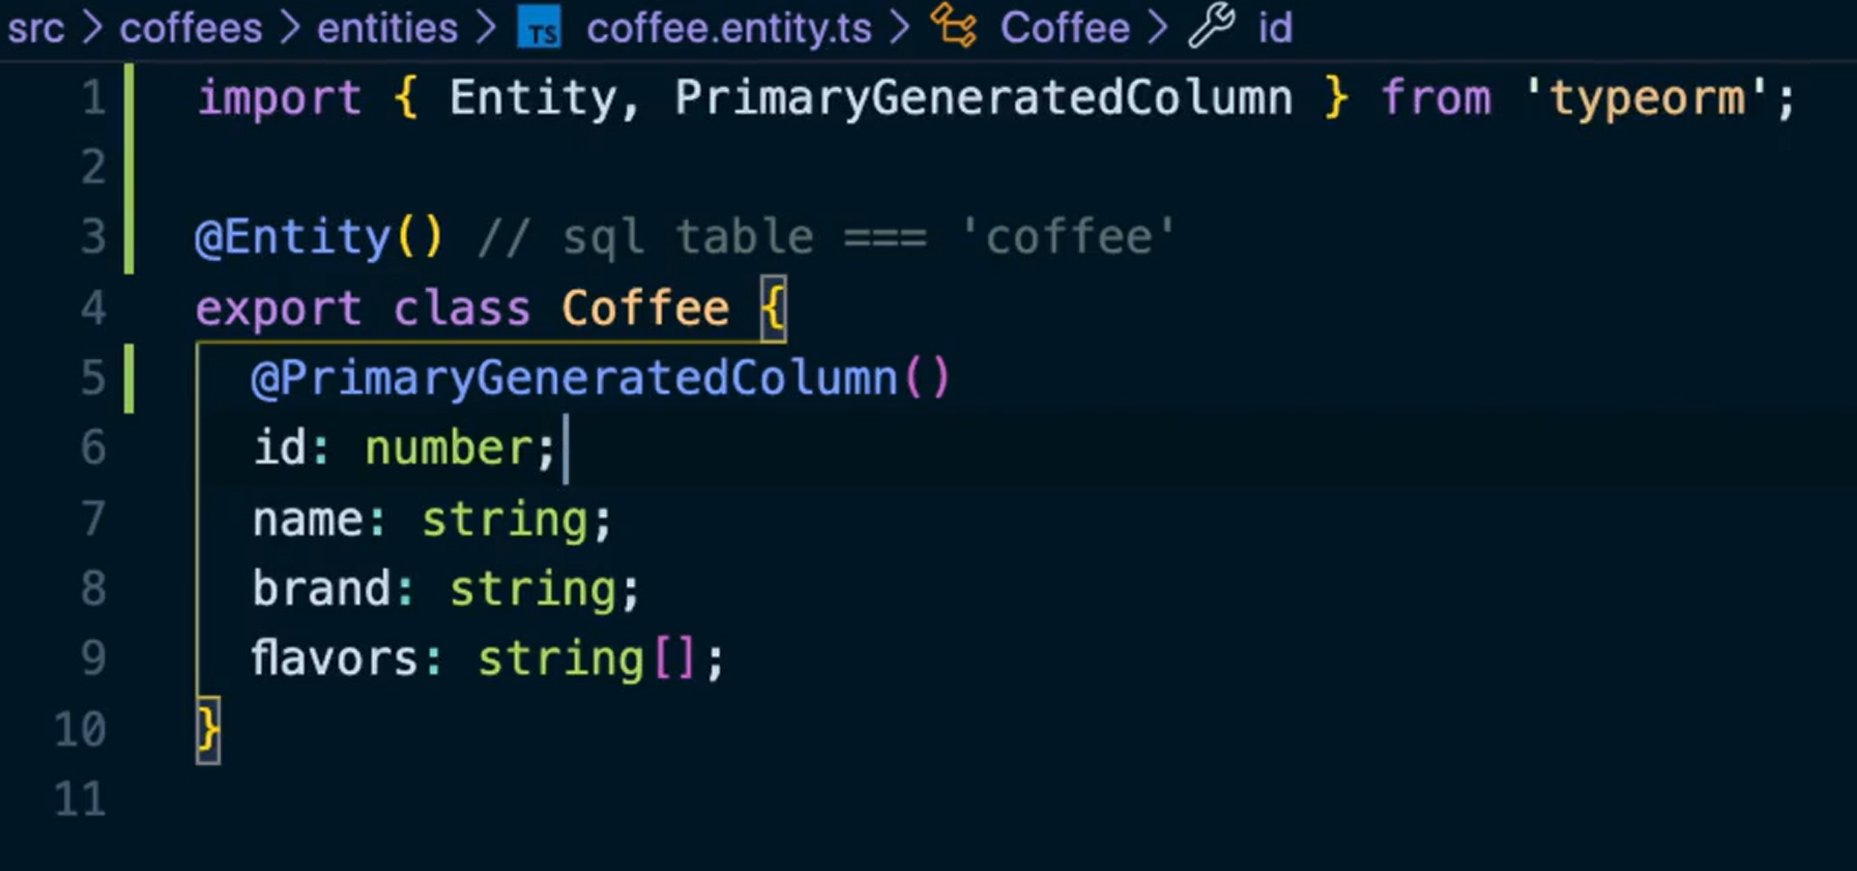 src > coffees > entities > TS coffee.entity.ts > Coffee > id
1 import { Entity, PrimaryGeneratedColumn } from 'typeorm';
2
3 @Entity() // sql table === 'coffee'
4 export class Coffee {
5 @PrimaryGeneratedColumn()
6 id: number;
7 name: string;
8 brand: string;
9 flavors: string[];
10 }
11